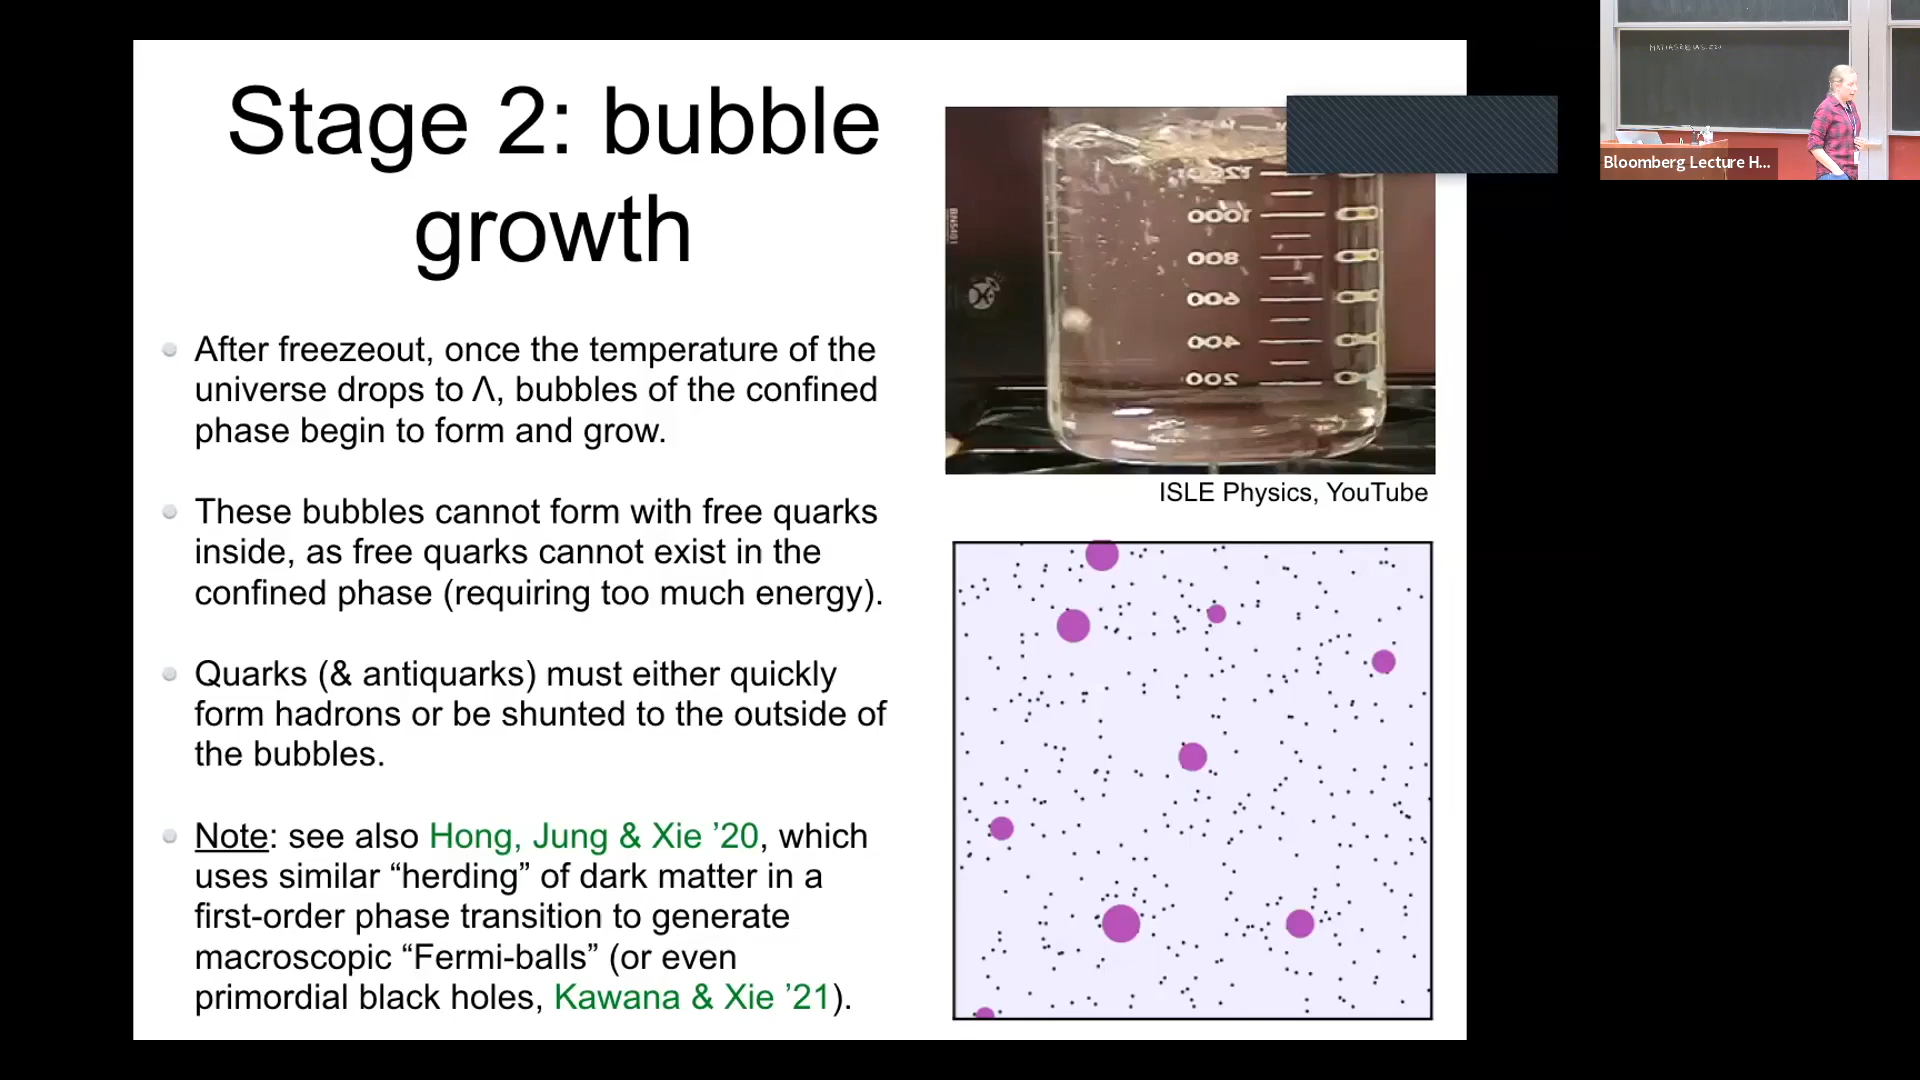 Stage 2: bubble
growth
After freezeout, once the temperature of the
universe drops to Λ, bubbles of the confined
phase begin to form and grow.
These bubbles cannot form with free quarks
inside, as free quarks cannot exist in the
confined phase (requiring too much energy).
Quarks (& antiquarks) must either quickly
form hadrons or be shunted to the outside of
the bubbles.
Note: see also Hong, Jung & Xie ’20, which
uses similar “herding” of dark matter in a
first-order phase transition to generate
macroscopic “Fermi-balls” (or even
primordial black holes, Kawana & Xie ’21).
1000
800
600
400
200
ISLE Physics, YouTube
Bloomberg Lecture H...